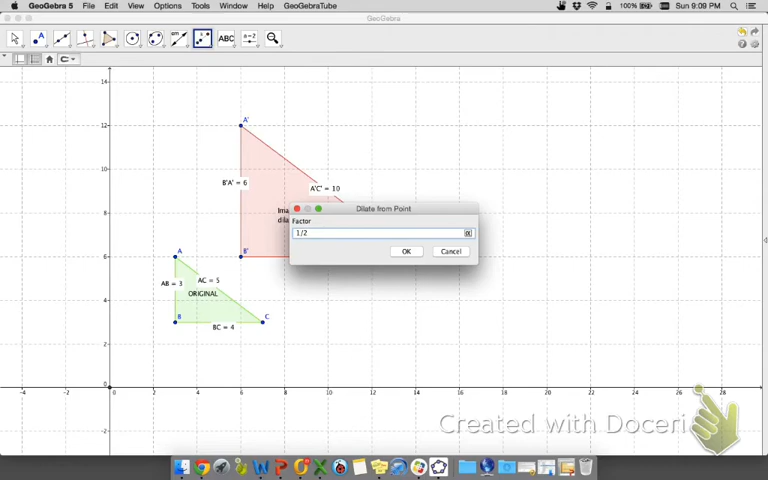 GeoGebra 5 File Edit View Options Tools Window Help GeoGebraTube 100% Sun 9:09 PM
GeoGebra
ABC a=2
14
A'
12
10
B'A' = 6 A'C' = 10
8
Ima
dila
Dilate from Point
Factor
1/2
α
OK Cancel
6 A B'
AB = 3 AC = 5
ORIGINAL
4
B C
BC = 4
2
0
-4 -2 0 2 4 6 8 10 12 14 16 18 20 22 24 26 28 30
-2
Created with Doceri